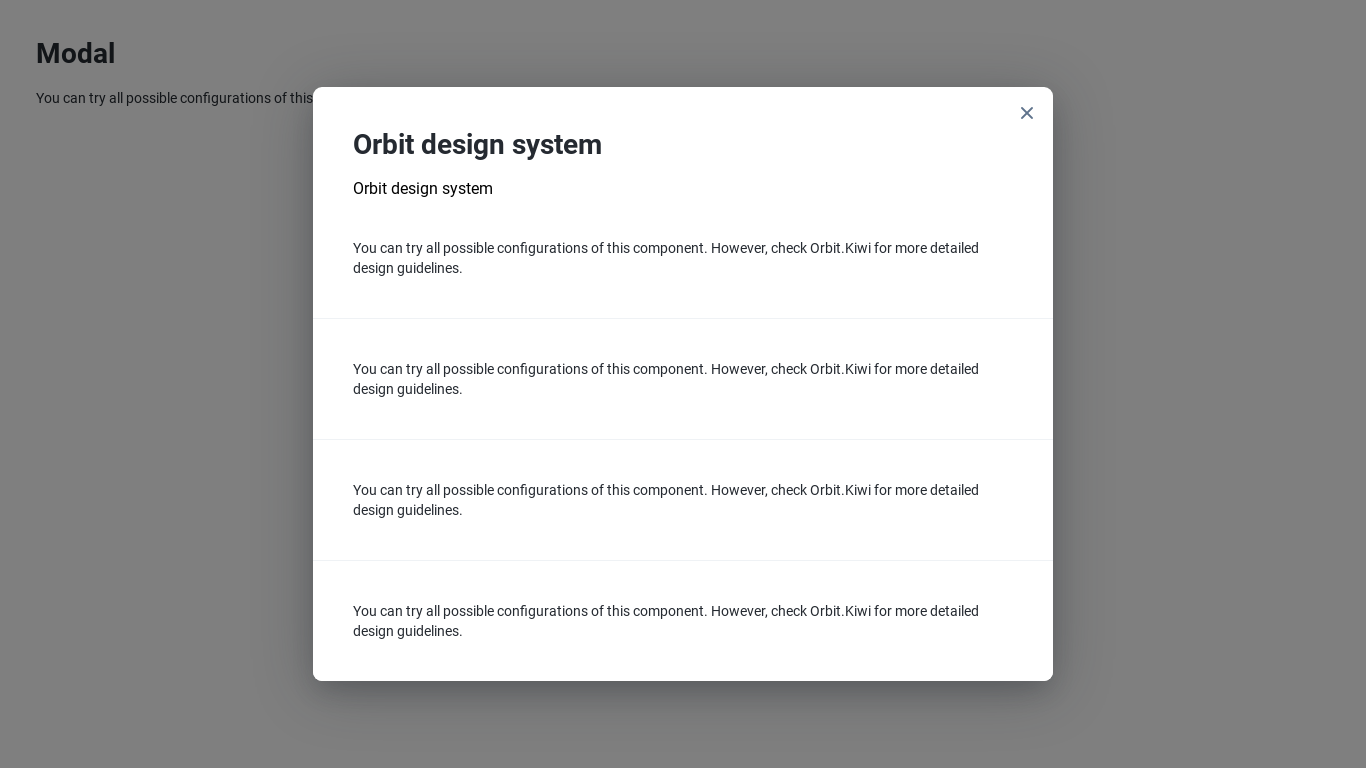 Modal
You can try all possible configurations of this
Orbit design system
Orbit design system
You can try all possible configurations of this component. However, check Orbit.Kiwi for more detailed
design guidelines.
You can try all possible configurations of this component. However, check Orbit.Kiwi for more detailed
design guidelines.
You can try all possible configurations of this component. However, check Orbit.Kiwi for more detailed
design guidelines.
You can try all possible configurations of this component. However, check Orbit.Kiwi for more detailed
design guidelines.